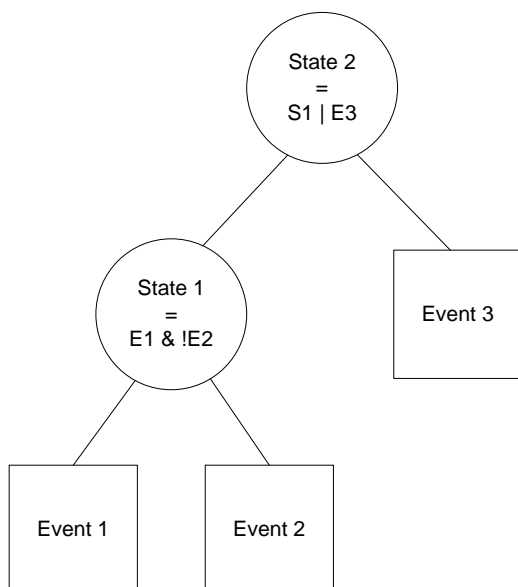 State 2
=
S1 | E3
State 1
=
E1 & !E2
Event 3
Event 1
Event 2